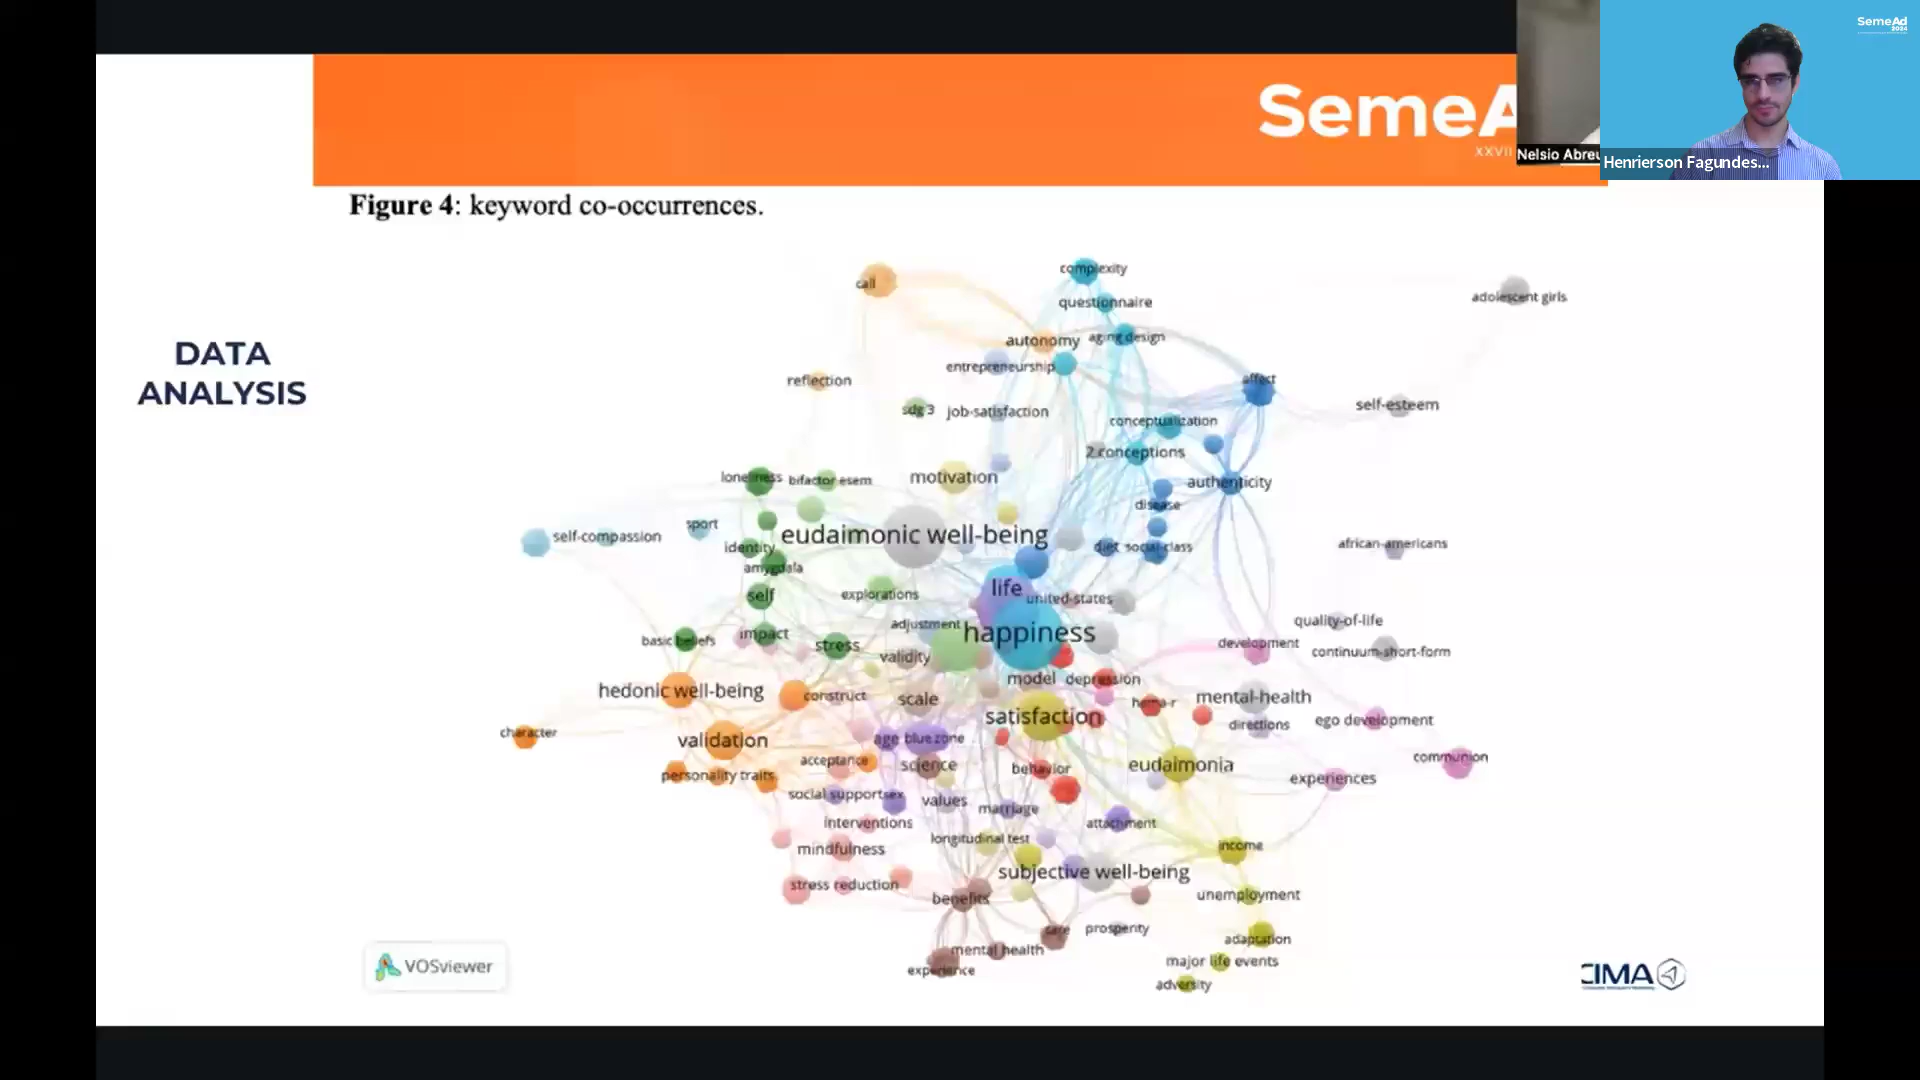 SemeAd
2024
SemeA
XXVII
Nelsio Abreu
Henrierson Fagundes...
Figure 4: keyword co-occurrences.
DATA
ANALYSIS
complexity
call
adolescent girls
questionnaire
autonomy
aging design
entrepreneurship
reflection
affect
self-esteem
sdg 3
job-satisfaction
conceptualization
2 conceptions
loneliness
bifactor esem
motivation
authenticity
disease
sport
self-compassion
eudaimonic well-being
identity
diet
social-class
african-americans
amygdala
self
explorations
life
united-states
quality-of-life
adjustment
happiness
basic beliefs
impact
stress
validity
development
continuum-short-form
model
depression
hedonic well-being
construct
scale
mental-health
hema-r
satisfaction
directions
ego development
character
validation
age
blue zone
acceptance
science
behavior
eudaimonia
communion
personality traits
experiences
social support
sex
values
marriage
interventions
attachment
longitudinal test
mindfulness
income
subjective well-being
stress reduction
benefits
unemployment
care
prosperity
adaptation
mental health
experience
major life events
adversity
VOSviewer
CIMA